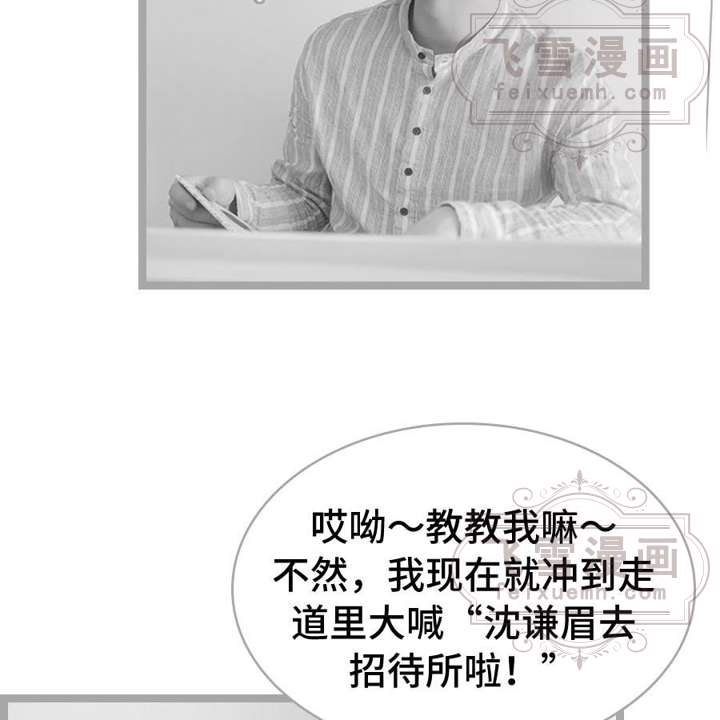 飞雪漫画
feixuemh.com
哎呦～教教我嘛～
不然，我现在就冲到走
道里大喊“沈谦眉去
招待所啦！”
飞雪漫画
feixuemh.com